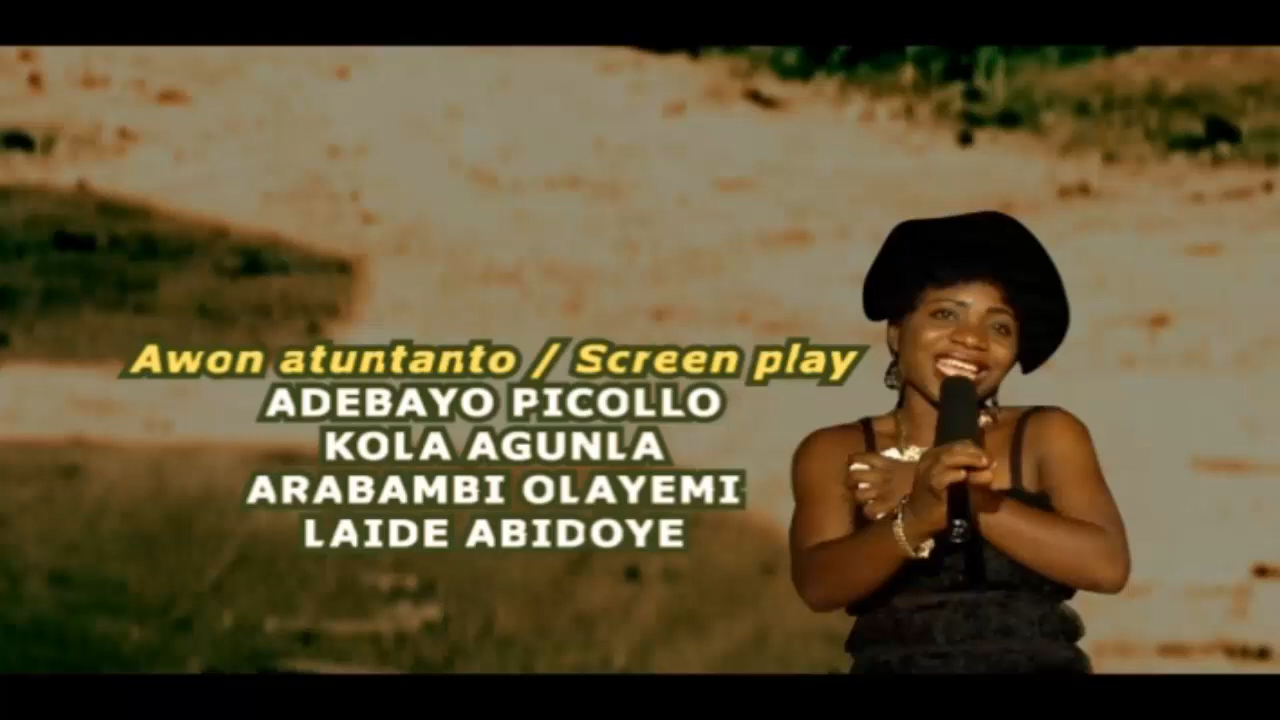 Awon atuntanto / Screen play
ADEBAYO PICOLLO
KOLA AGUNLA
ARABAMBI OLAYEMI
LAIDE ABIDOYE